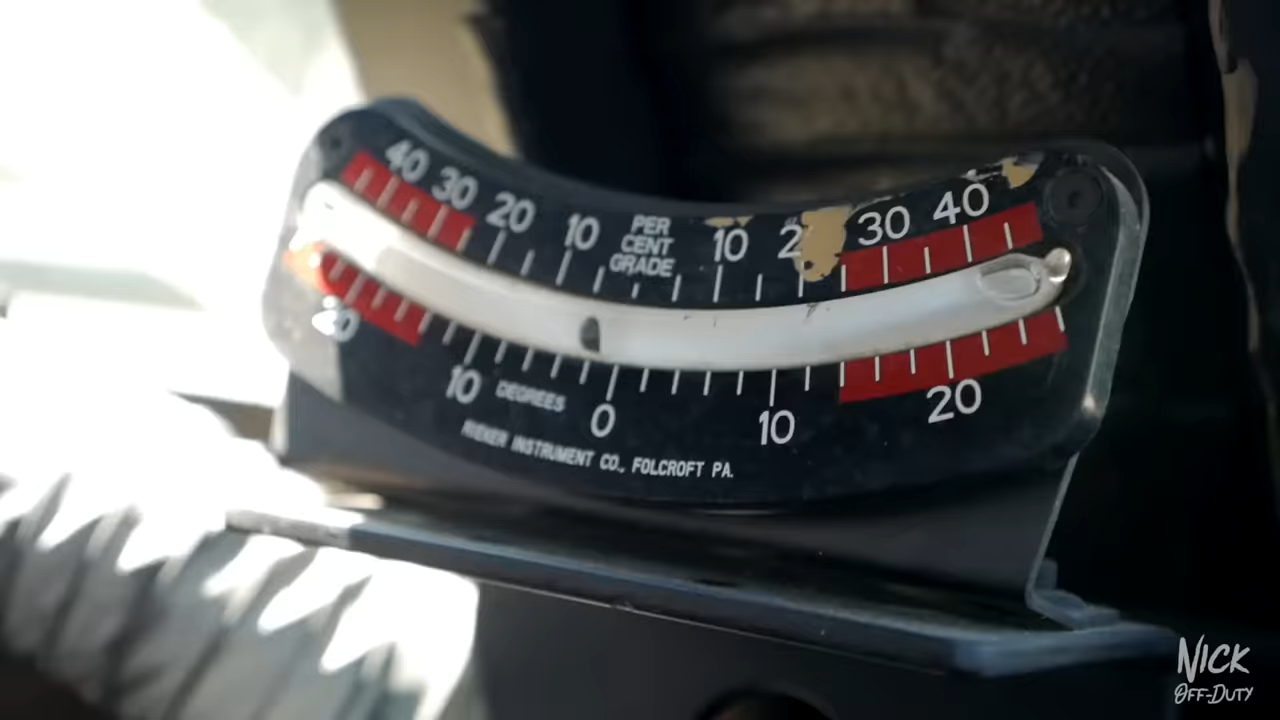 40 30 20 10 PER 10 2 30 40
CENT
GRADE
20 10 DEGREES 0 10 20
RIEKER INSTRUMENT CO., FOLCROFT PA.
NICK
OFF-DUTY